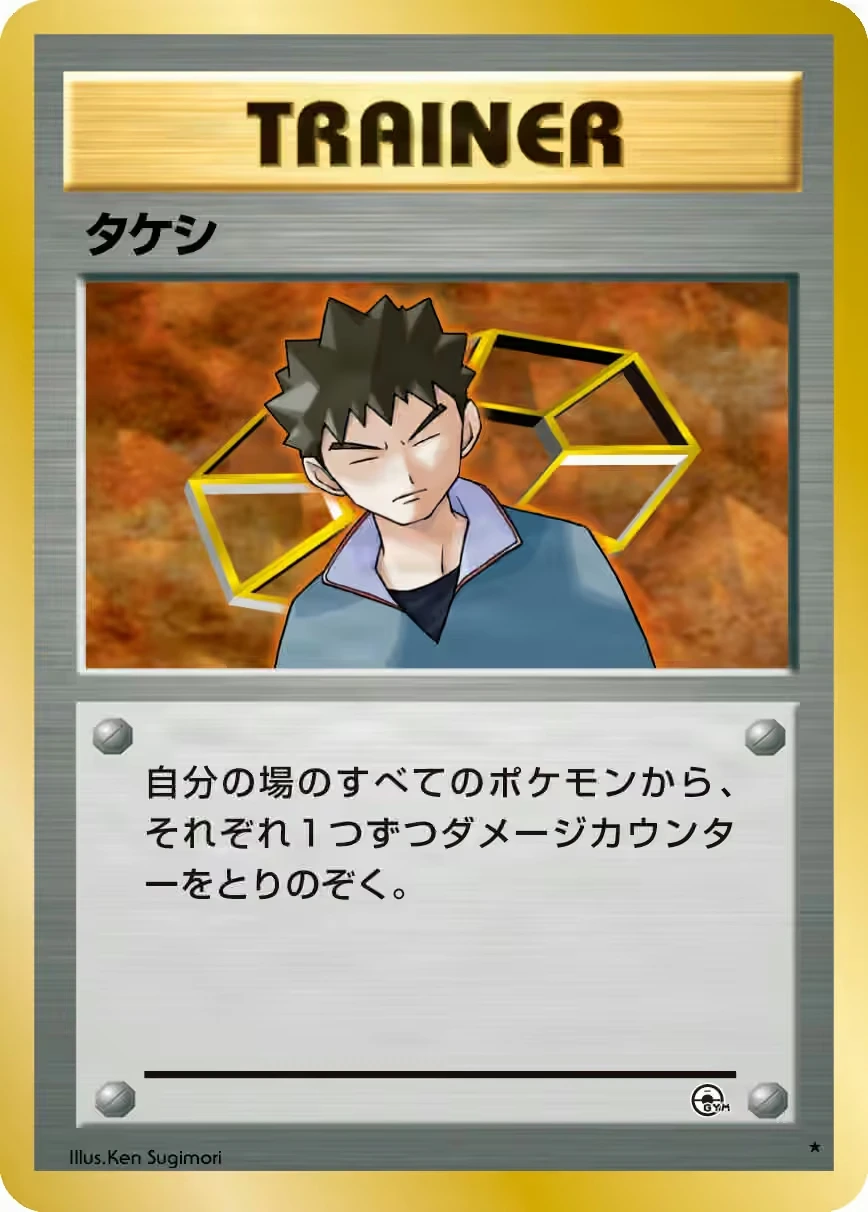 TRAINER
タケシ
自分の場のすべてのポケモンから、
それぞれ1つずつダメージカウンタ
ーをとりのぞく。
GYM
Illus.Ken Sugimori
★